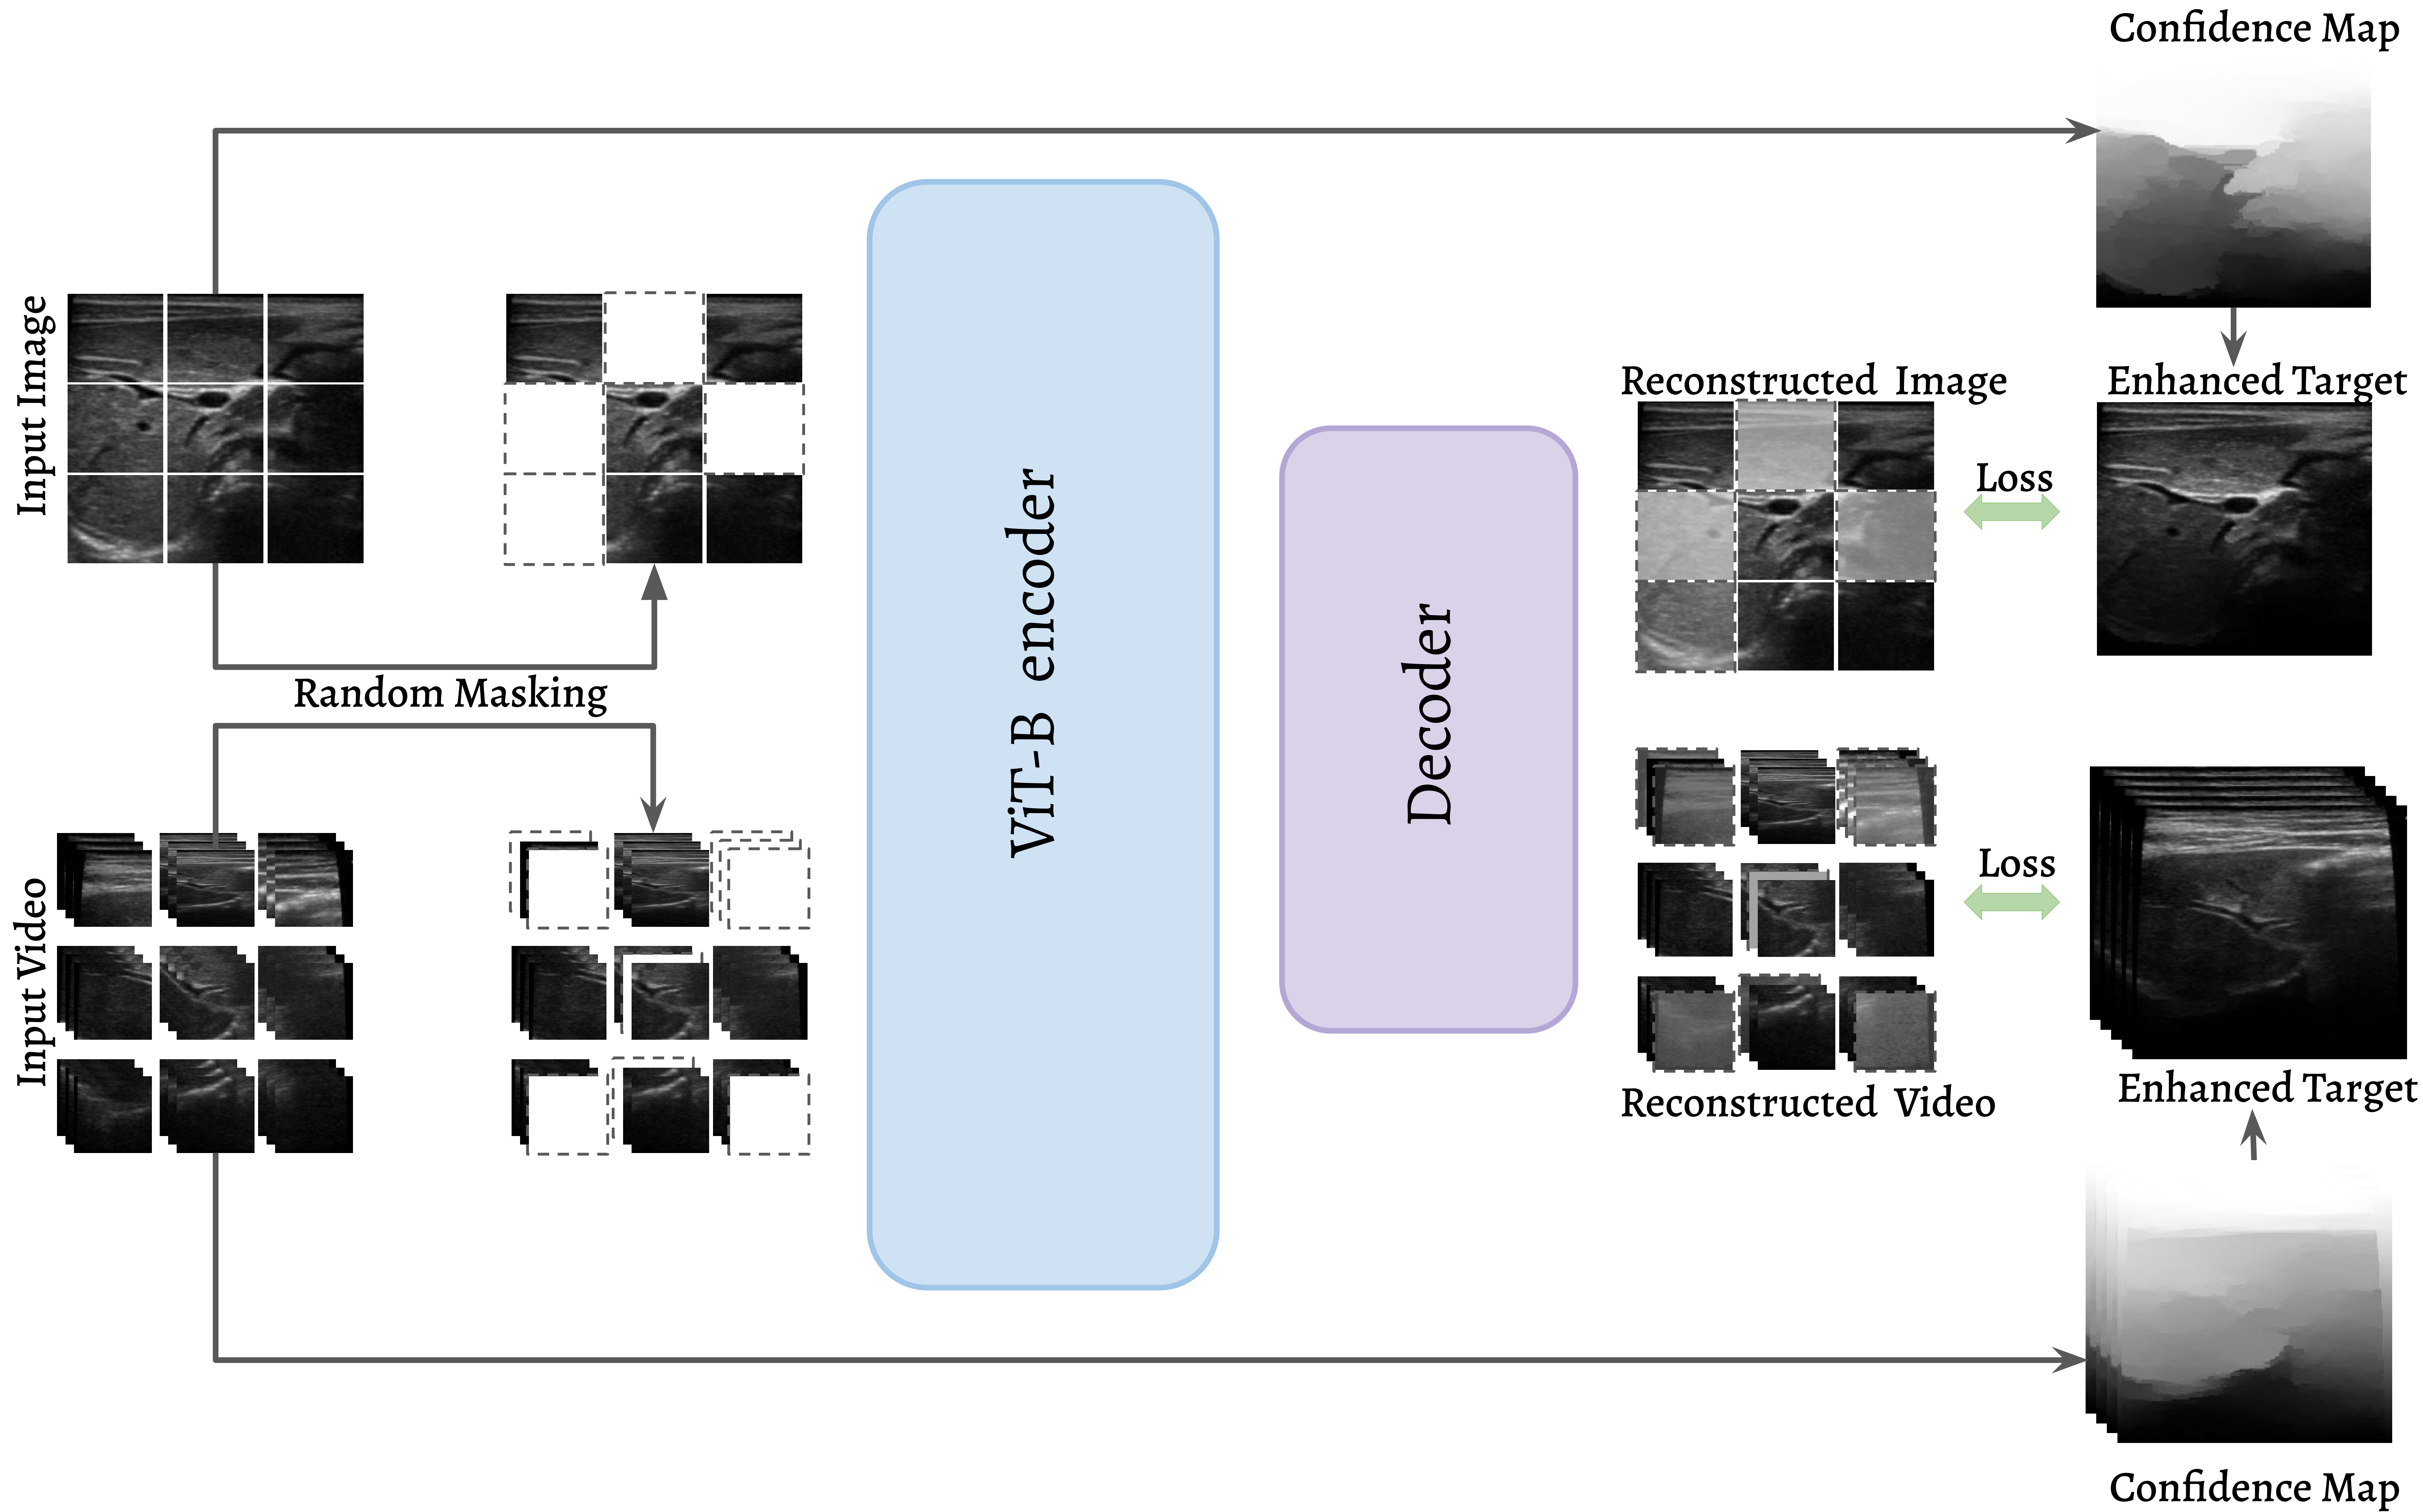 Confidence Map
Input Image
Reconstructed Image
Enhanced Target
Loss
ViT-B encoder
Decoder
Random Masking
Input Video
Loss
Reconstructed Video
Enhanced Target
Confidence Map